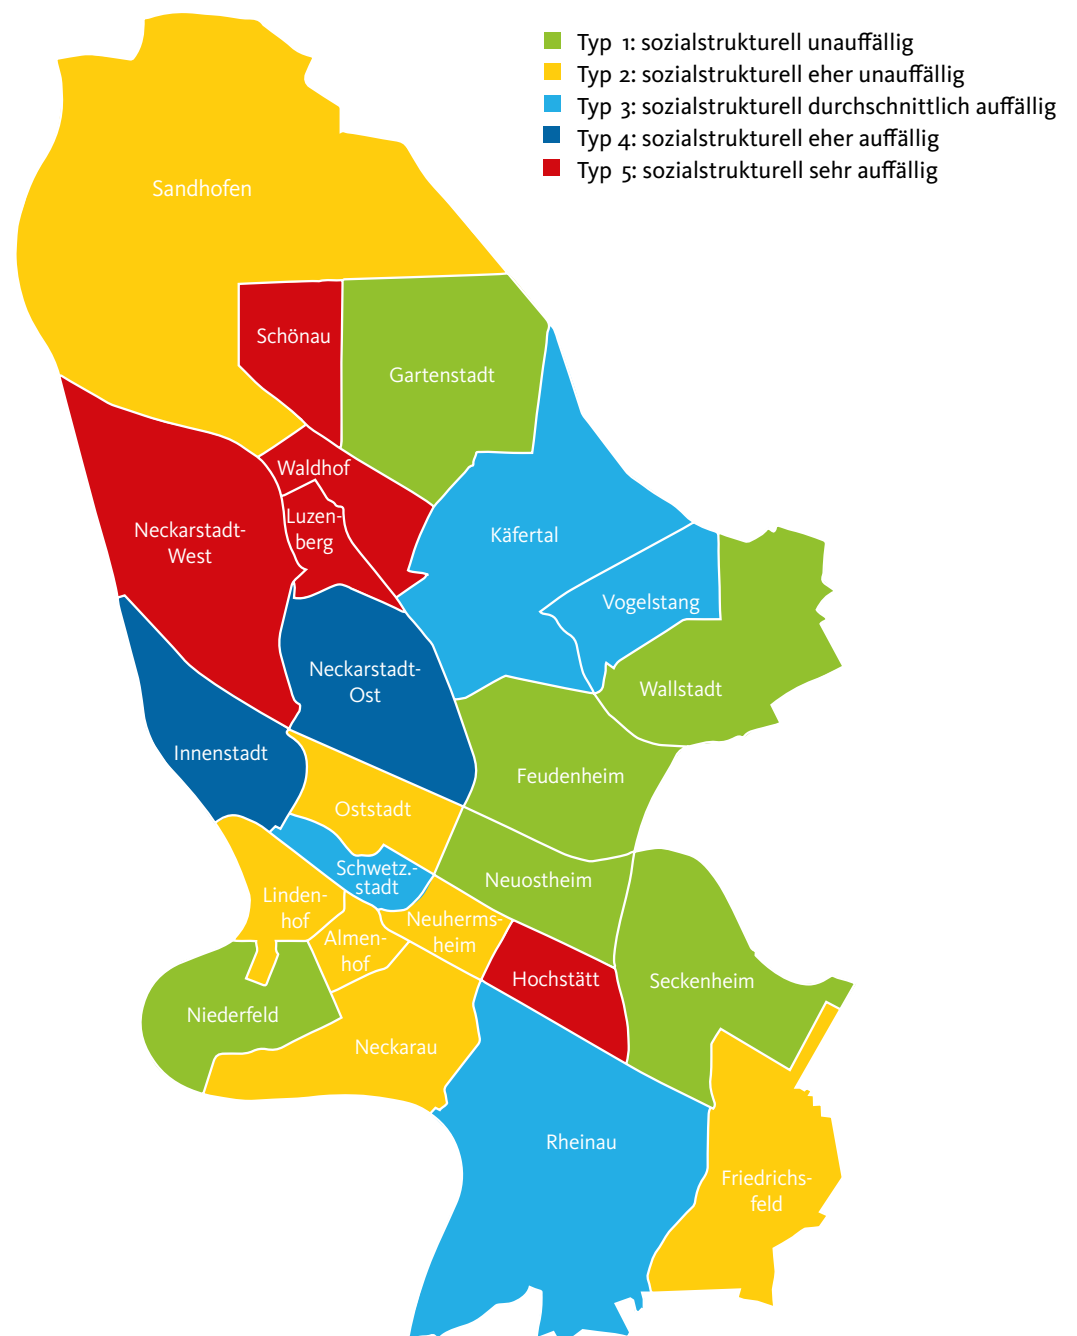 Typ 1: sozialstrukturell unauffällig
Typ 2: sozialstrukturell eher unauffällig
Typ 3: sozialstrukturell durchschnittlich auffällig
Typ 4: sozialstrukturell eher auffällig
Typ 5: sozialstrukturell sehr auffällig
Sandhofen
Schönau
Gartenstadt
Waldhof
Luzen-
berg
Neckarstadt-
West
Käfertal
Vogelstang
Wallstadt
Neckarstadt-
Ost
Innenstadt
Feudenheim
Oststadt
Schwetz.-
stadt
Neuostheim
Linden-
hof
Almen-
hof
Neuherms-
heim
Hochstätt
Seckenheim
Niederfeld
Neckarau
Rheinau
Friedrichs-
feld